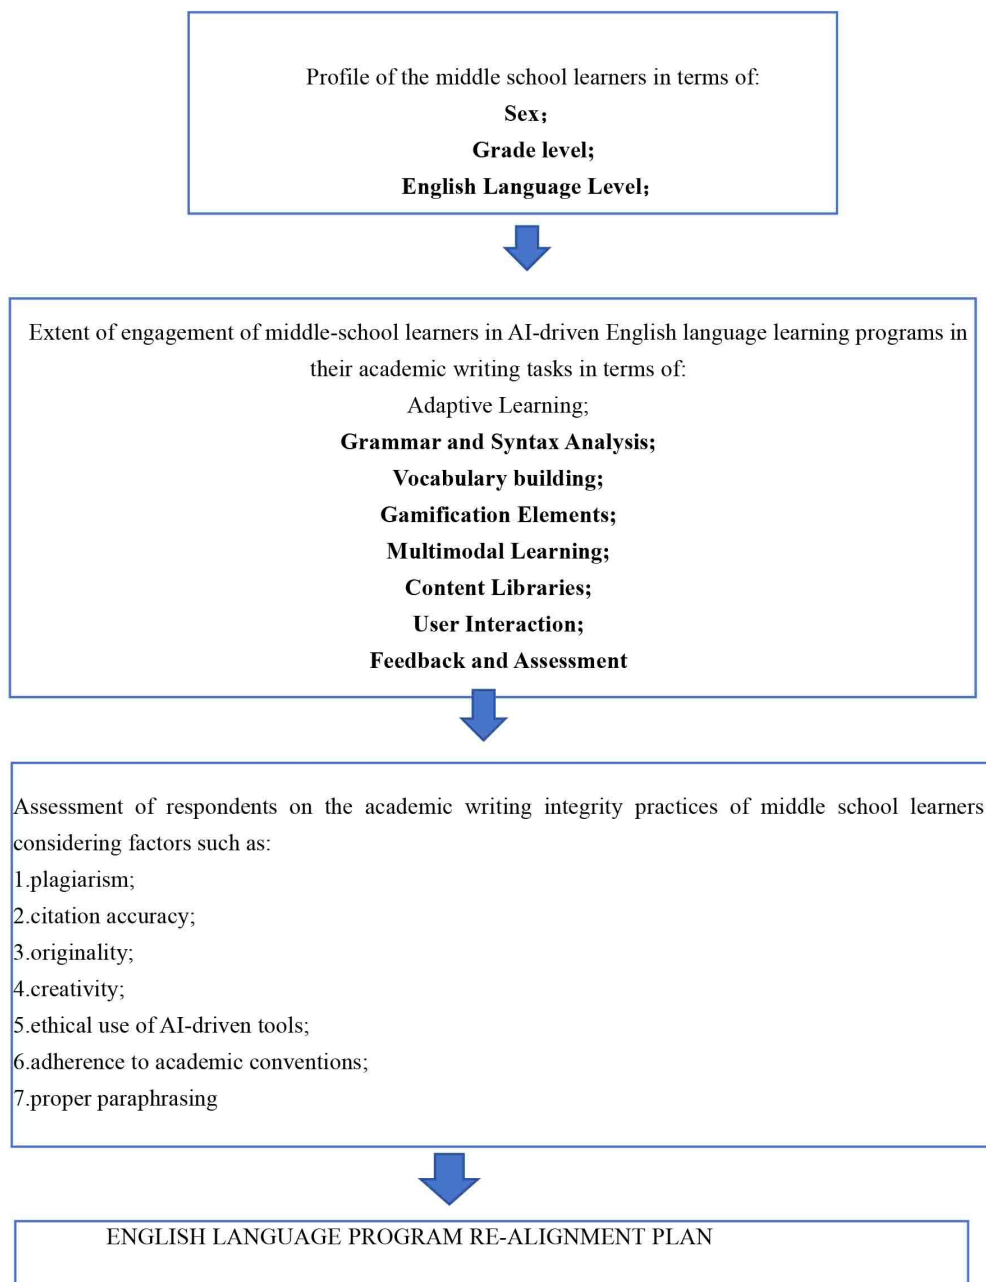 Profile of the middle school learners in terms of:
Sex；
Grade level;
English Language Level；
Extent of engagement of middle-school learners in AI-driven English language learning programs in
their academic writing tasks in terms of:
Adaptive Learning;
Grammar and Syntax Analysis;
Vocabulary building;
Gamification Elements;
Multimodal Learning;
Content Libraries;
User Interaction;
Feedback and Assessment
Assessment of respondents on the academic writing integrity practices of middle school learners
considering factors such as:
1.plagiarism;
2.citation accuracy;
3.originality;
4.creativity;
5.ethical use of AI-driven tools;
6.adherence to academic conventions;
7.proper paraphrasing
ENGLISH LANGUAGE PROGRAM RE-ALIGNMENT PLAN